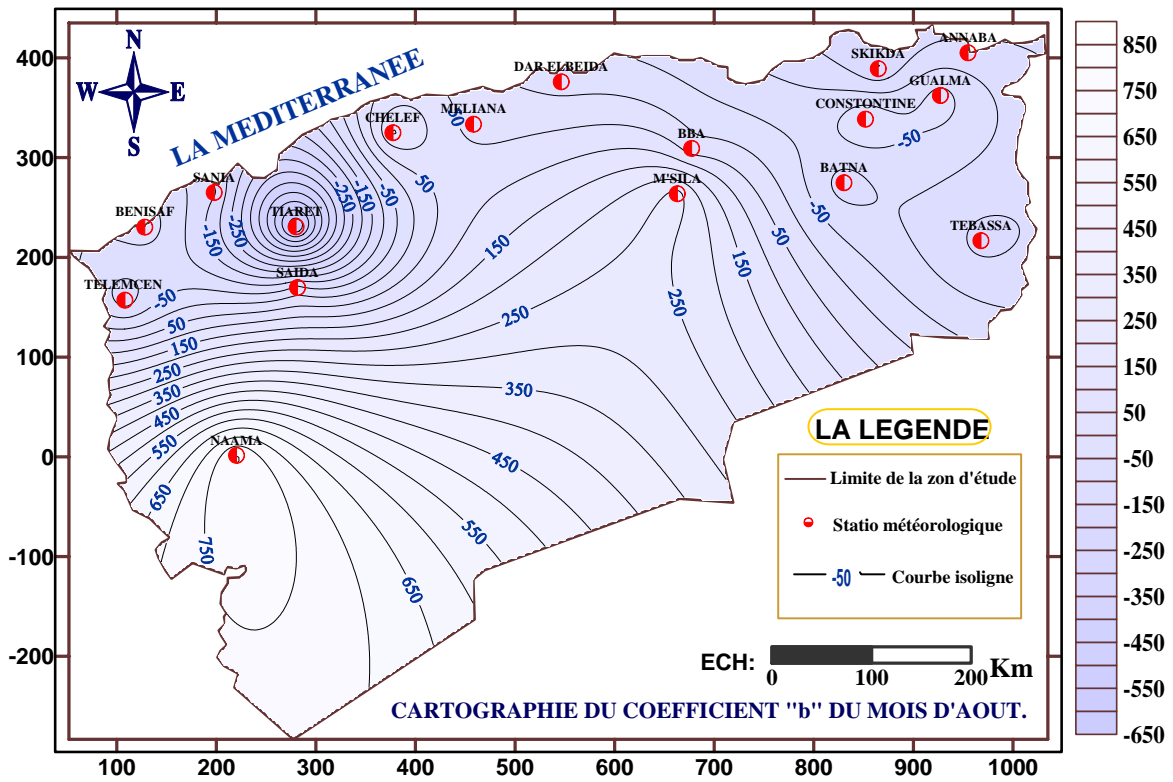 N
W E
S
LA MEDITERRANEE
ANNABA
SKIKDA
DAR ELBEIDA
GUALMA
CONSTONTINE
MELIANA
CHELEF
BBA
BATNA
M'SILA
SANIA
TIARET
BENISAF
TEBASSA
SAIDA
TELEMCEN
NAAMA
-50
50
-250
-150
-50
50
-150
-250
-50
50
150
250
350
450
550
650
750
150
250
350
450
550
650
250
150
50
-50
-50
400
300
200
100
0
-100
-200
100 200 300 400 500 600 700 800 900 1000
850
750
650
550
450
350
250
150
50
-50
-150
-250
-350
-450
-550
-650
LA LEGENDE
Limite de la zon d'étude
Statio météorologique
-50 Courbe isoligne
ECH: 0 100 200 Km
CARTOGRAPHIE DU COEFFICIENT "b" DU MOIS D'AOUT.